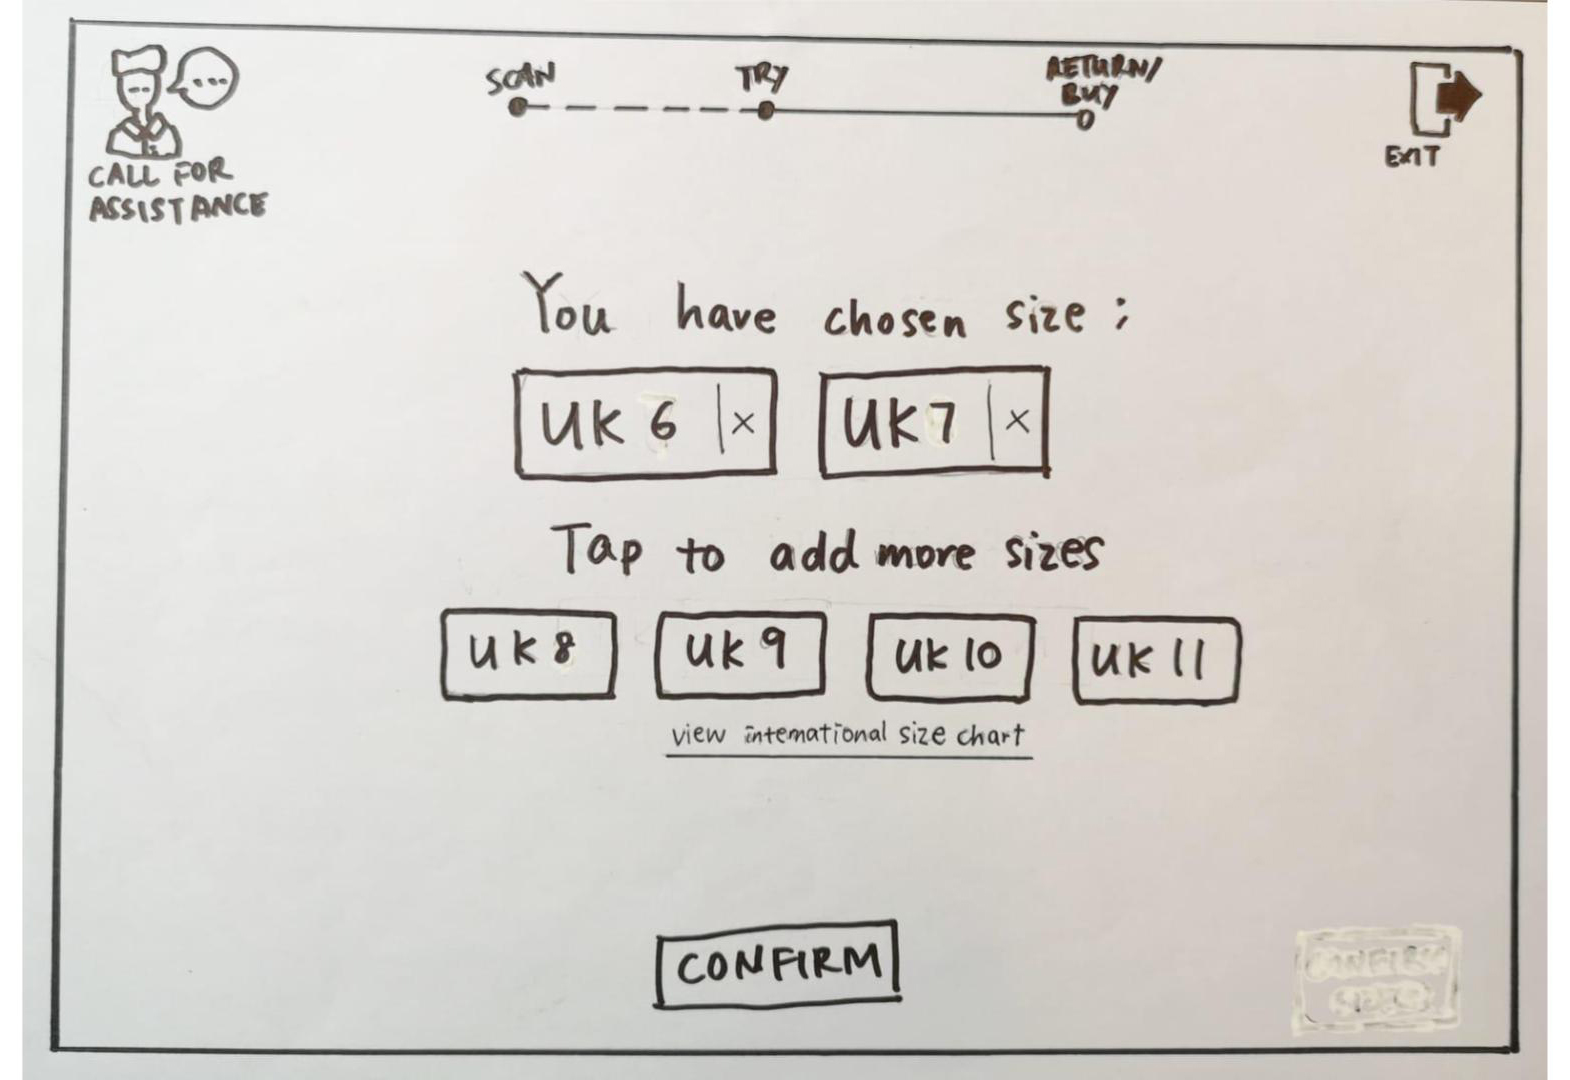 SCAN
TRY
RETURN/
BUY
EXIT
CALL FOR
ASSISTANCE
You have chosen size :
UK 6 | x
UK 7 | x
Tap to add more sizes
UK 8
UK 9
UK 10
UK 11
view international size chart
CONFIRM
CONFIRM